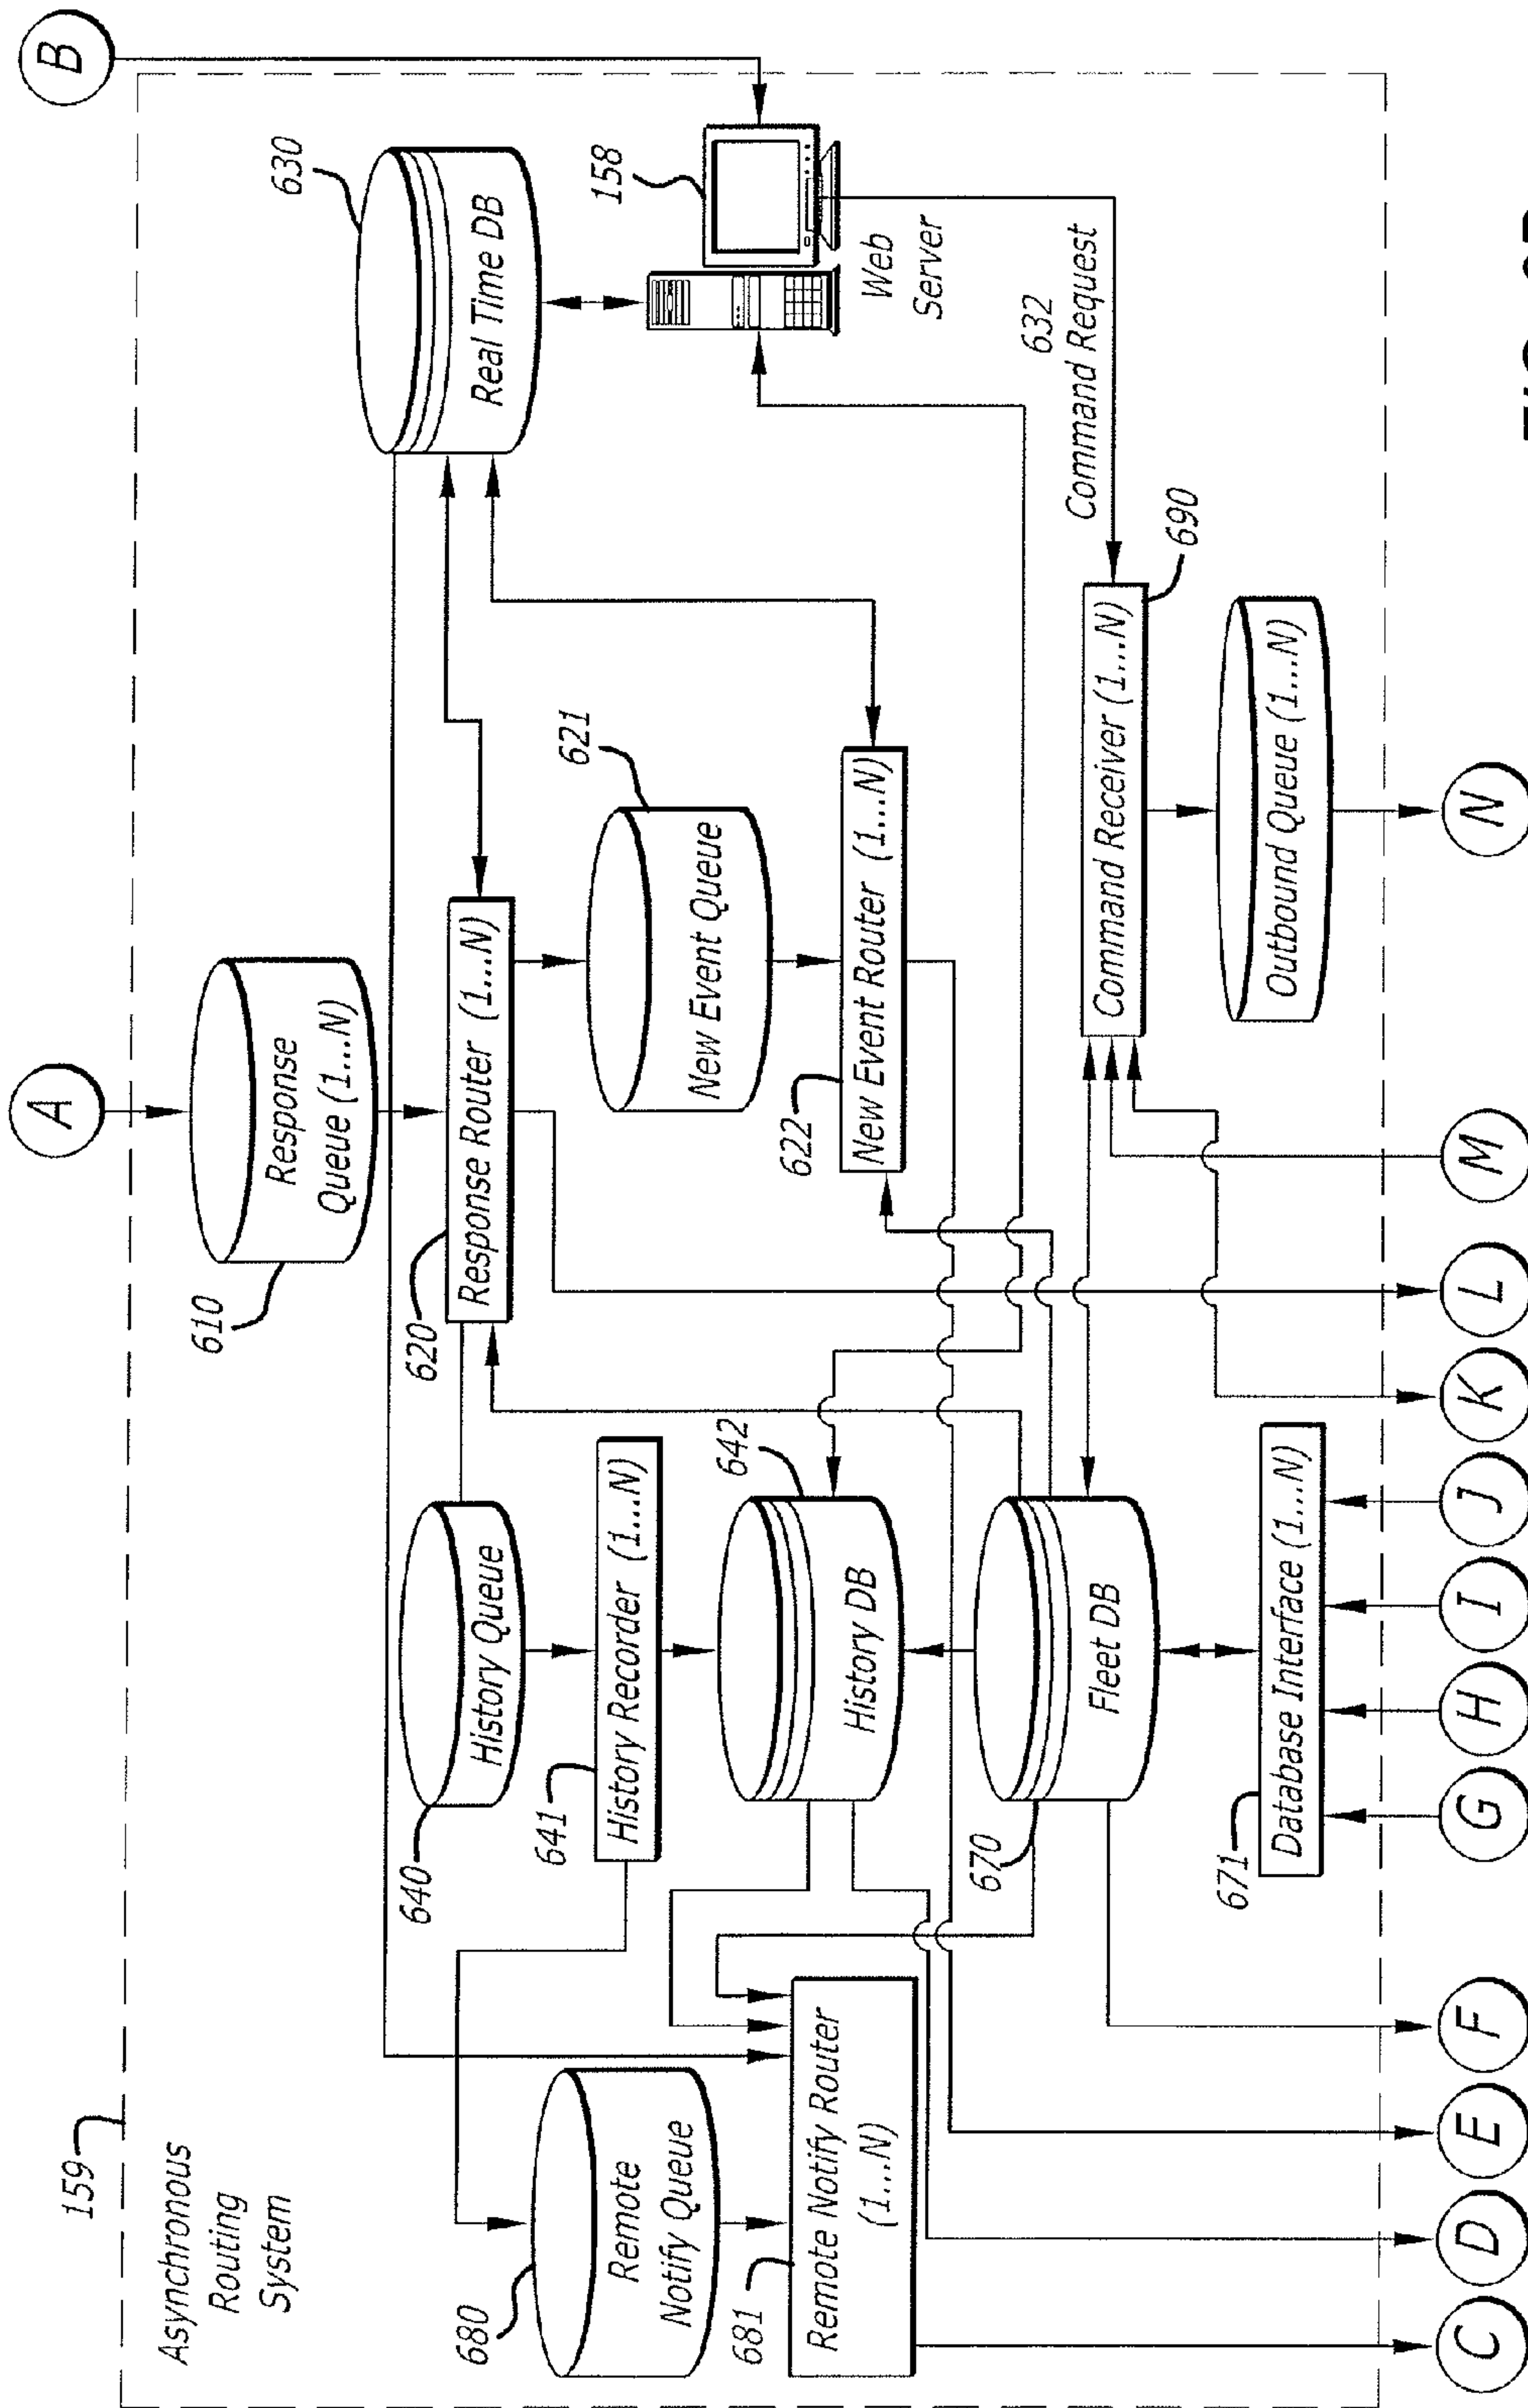 A
B
159
Asynchronous
Routing
System
610
Response
Queue (1...N)
630
Real Time DB
620
Response Router (1...N)
640
History Queue
641
History Recorder (1...N)
621
New Event Queue
158
Web
Server
680
Remote
Notify Queue
642
History DB
622
New Event Router (1...N)
681
Remote Notify Router
(1...N)
632
Command Request
670
Fleet DB
690
Command Receiver (1...N)
671
Database Interface (1...N)
Outbound Queue (1...N)
C
D
E
F
G
H
I
J
K
L
M
N